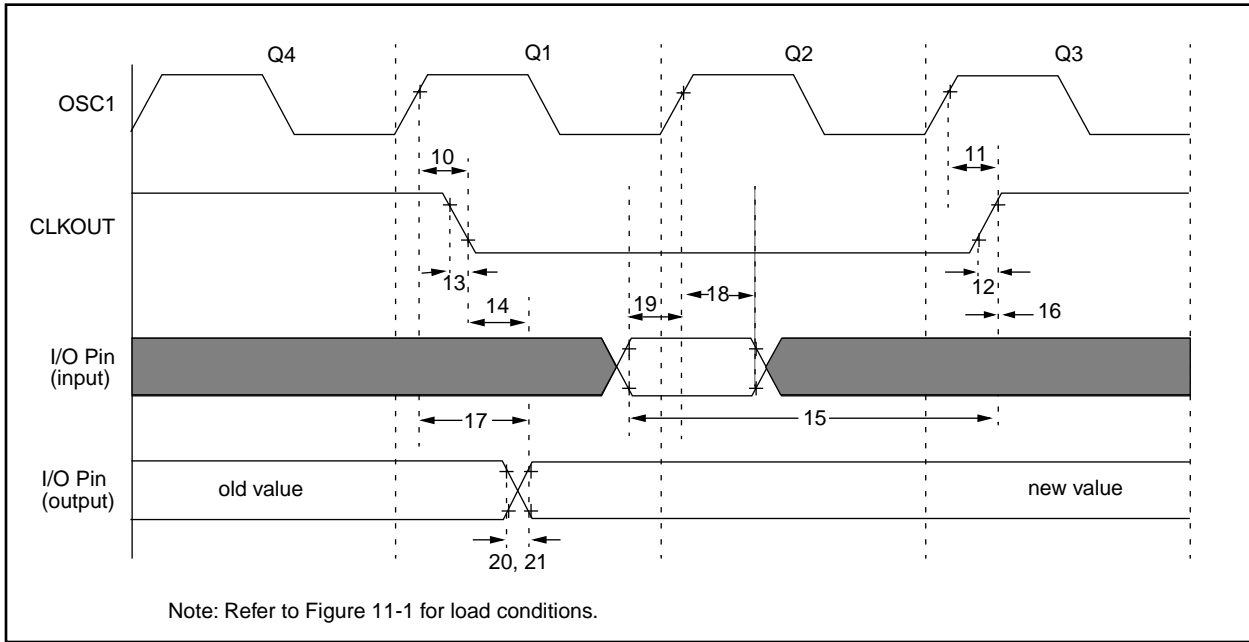 Q4 Q1 Q2 Q3
OSC1
10 11
CLKOUT
13 12
19 18
14 16
I/O Pin
(input)
17 15
I/O Pin
(output)
old value new value
20, 21
Note: Refer to Figure 11-1 for load conditions.